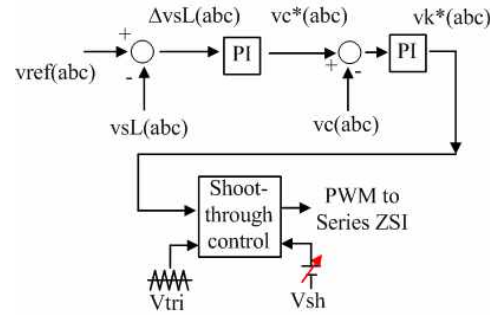 ΔvsL(abc)
vc*(abc)
vk*(abc)
+
PI
+
PI
-
-
vref(abc)
vsL(abc)
vc(abc)
Shoot-
through
control
PWM to
Series ZSI
Vtri
Vsh